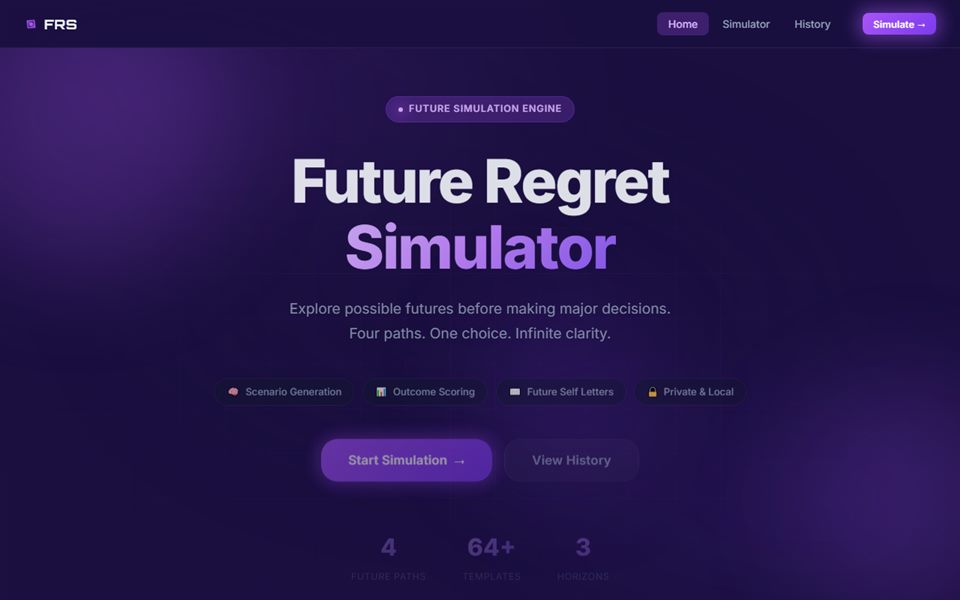 FRS
Home
Simulator
History
Simulate →
FUTURE SIMULATION ENGINE
Future Regret
Simulator
Explore possible futures before making major decisions.
Four paths. One choice. Infinite clarity.
Scenario Generation
Outcome Scoring
Future Self Letters
Private & Local
Start Simulation →
View History
4
64+
3
FUTURE PATHS
TEMPLATES
HORIZONS